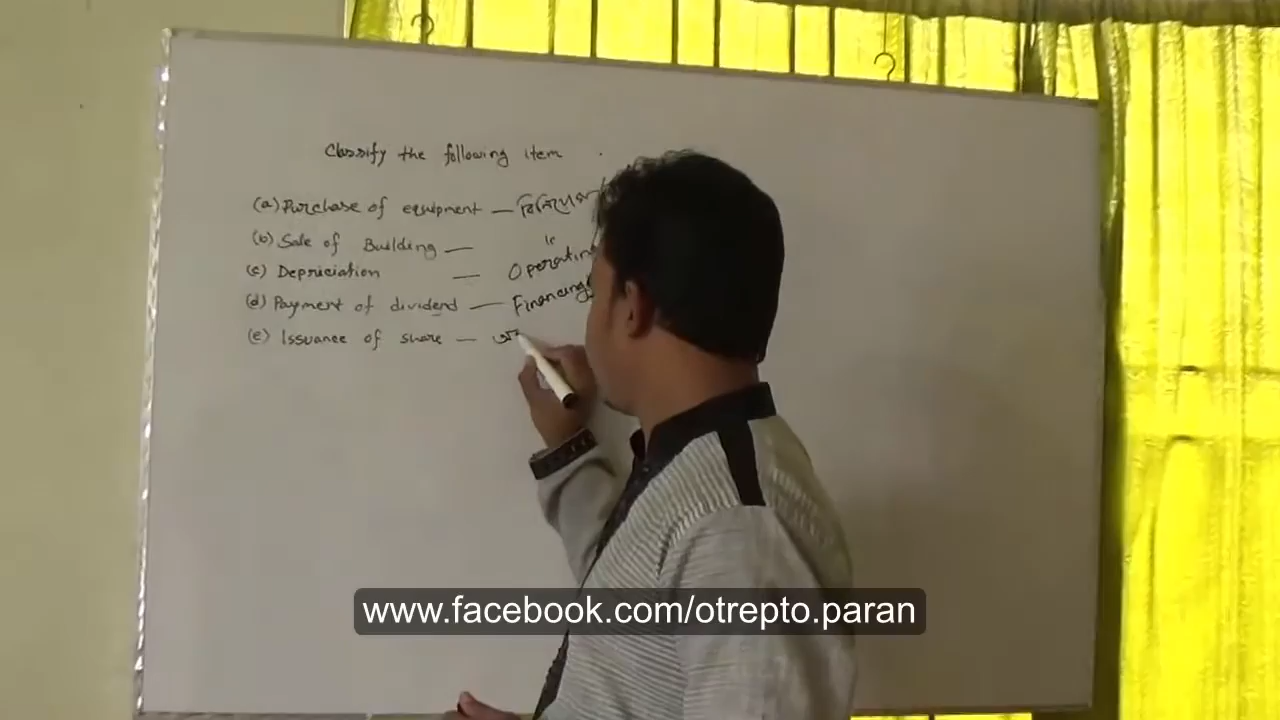 Classify the following item
(a) Purchase of equipment —
(b) Sale of Building — "
(c) Depriciation — Operating
(d) Payment of dividend — Financing
(e) Issuance of share —
www.facebook.com/otrepto.paran